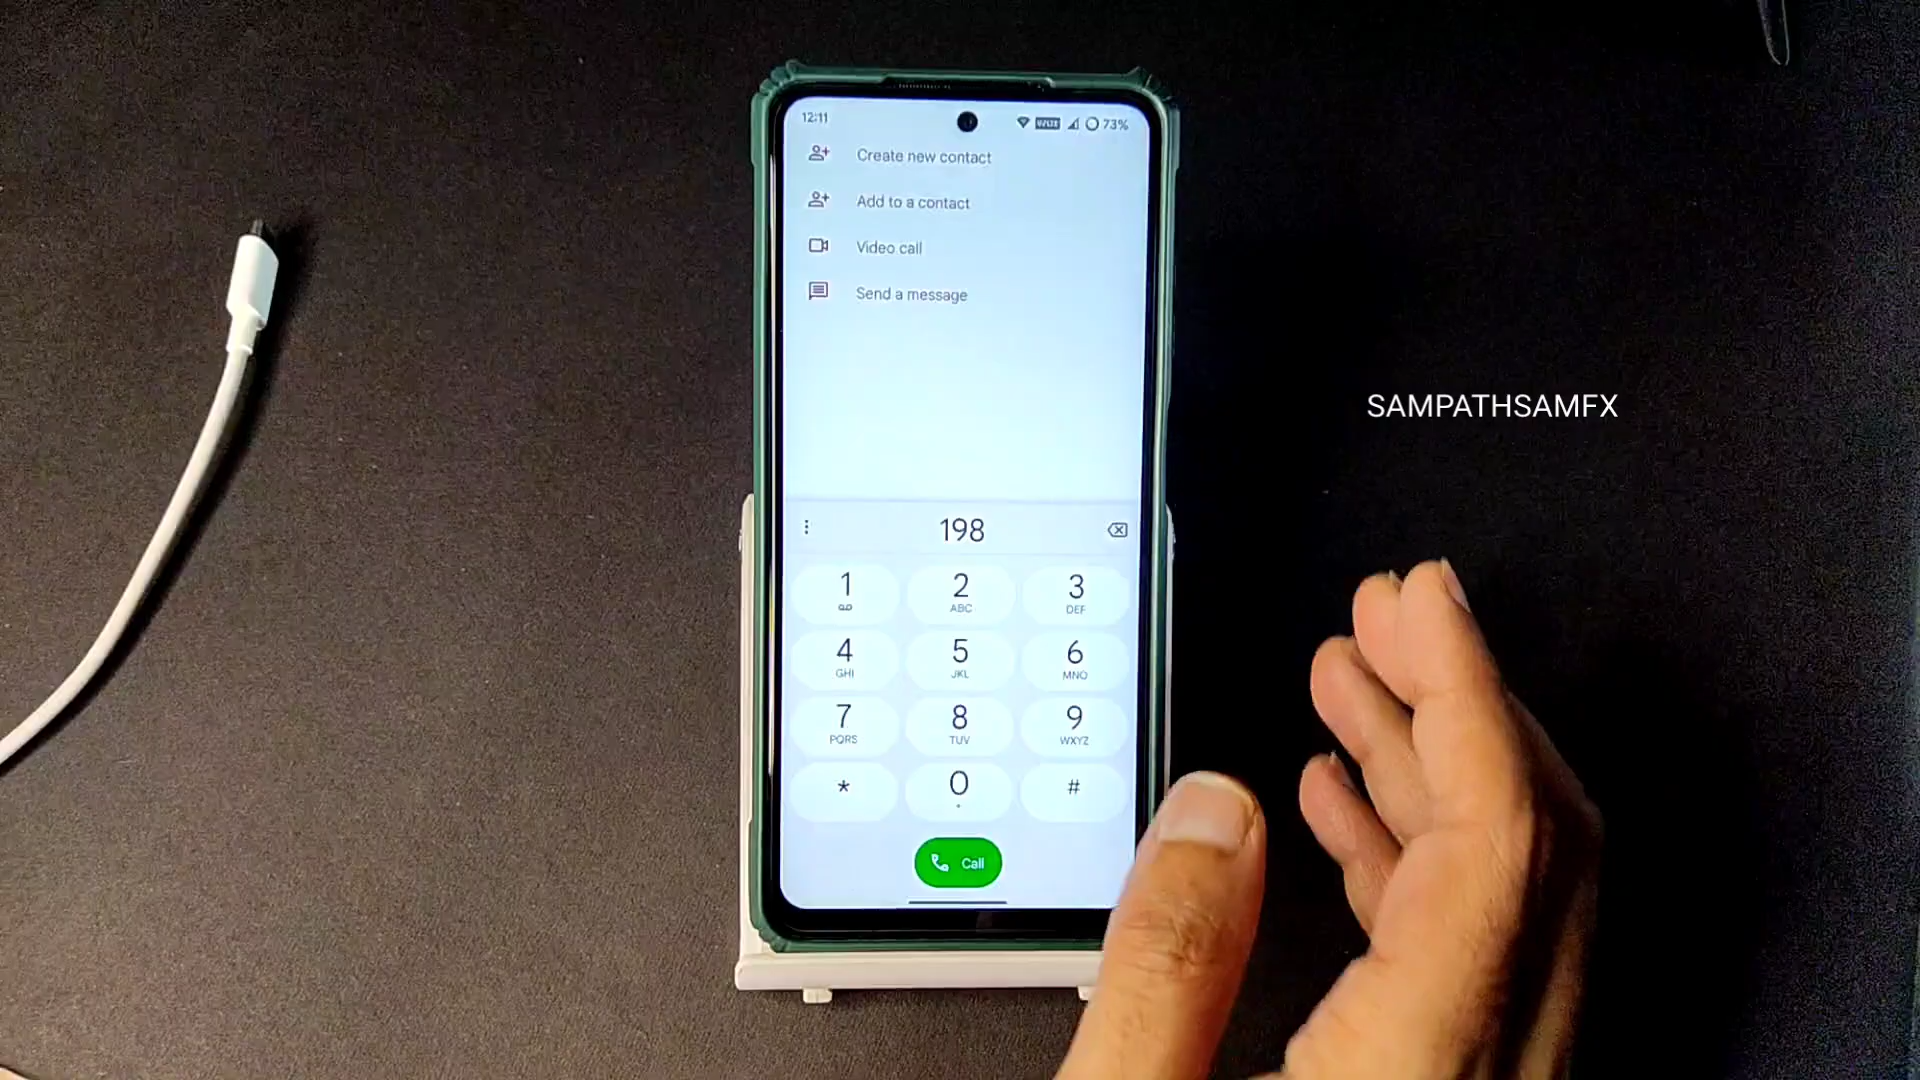 12:11
73%
Create new contact
Add to a contact
Video call
Send a message
SAMPATHSAMFX
198
1 2 3
ABC DEF
4 5 6
GHI JKL MNO
7 8 9
PQRS TUV WXYZ
* 0 #
+
Call